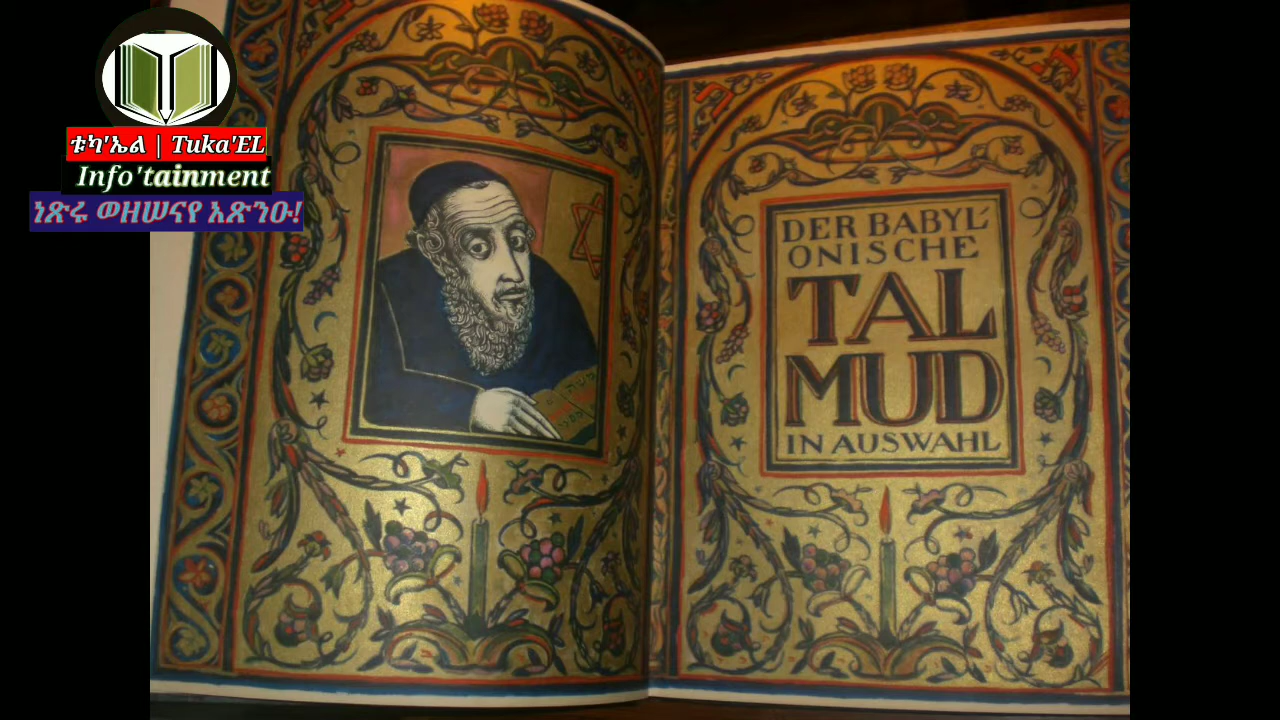 ቱካ'ኤል | Tuka'EL
Info'tainment
ነጽሩ ወዘሠናየ አጽንዑ!
DER BABYL-
ONISCHE
TAL
MUD
IN AUSWAHL